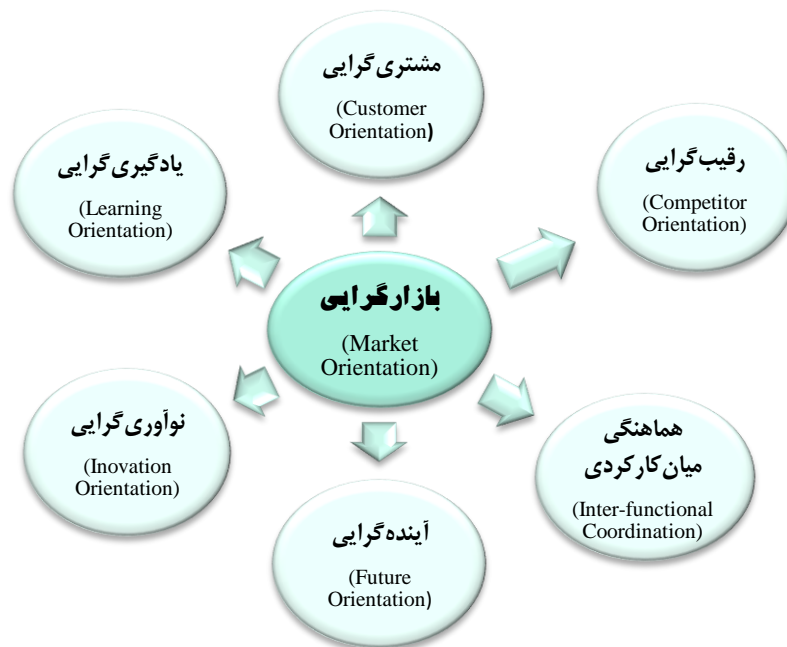 مشتری‌گرایی
(Customer
Orientation)
رقیب‌گرایی
(Competitor
Orientation)
هماهنگی
میان‌کارکردی
(Inter-functional
Coordination)
آینده‌گرایی
(Future
Orientation)
نوآوری‌گرایی
(Inovation
Orientation)
یادگیری‌گرایی
(Learning
Orientation)
بازارگرایی
(Market
Orientation)